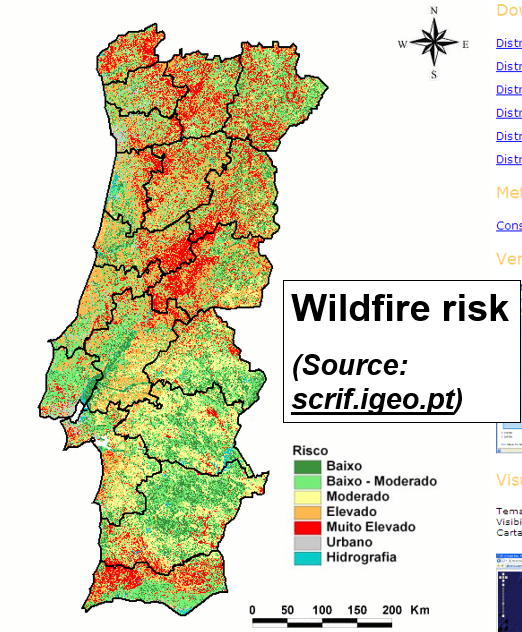 N
W E
S
Dow
Distr
Distr
Distr
Distr
Distr
Distr
Met
Cons
Ver
Wildfire risk
(Source:
scrif.igeo.pt)
Risco
Baixo
Baixo - Moderado
Moderado
Elevado
Muito Elevado
Urbano
Hidrografia
Visu
Tema
Visibi
Carta
0 50 100 150 200 Km